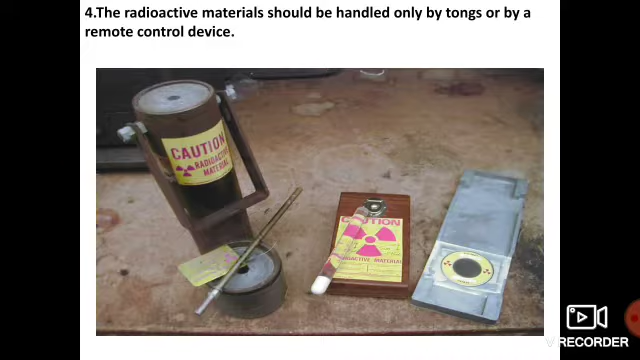 4.The radioactive materials should be handled only by tongs or by a
remote control device.
CAUTION
RADIOACTIVE
MATERIAL
CAUTION
RADIOACTIVE MATERIAL
V RECORDER